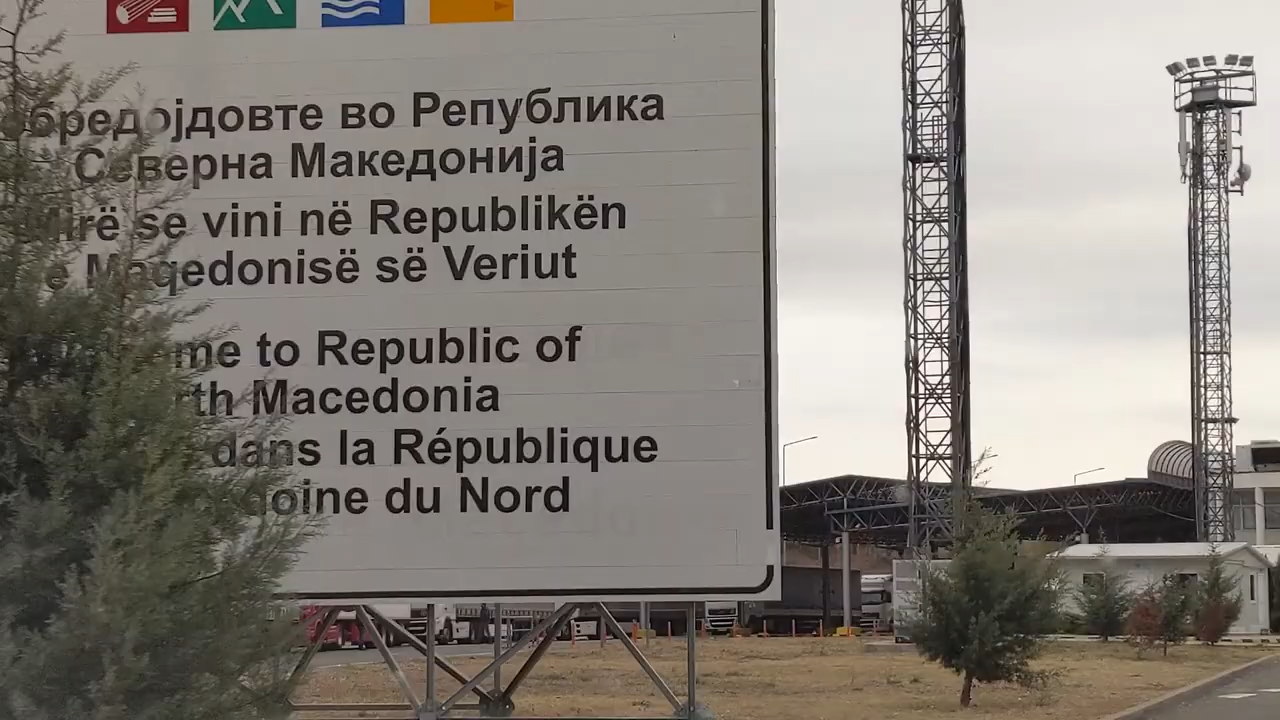 обредојдовте во Република
Северна Македонија
Mirë se vini në Republikën
e Maqedonisë së Veriut
me to Republic of
rth Macedonia
dans la République
doine du Nord